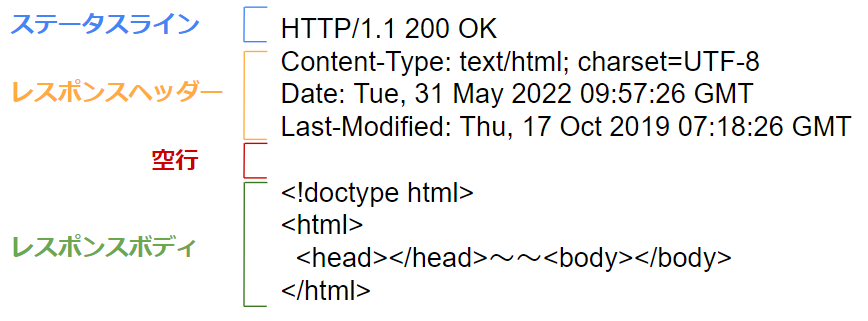 ステータスライン
HTTP/1.1 200 OK
レスポンスヘッダー
Content-Type: text/html; charset=UTF-8
Date: Tue, 31 May 2022 09:57:26 GMT
Last-Modified: Thu, 17 Oct 2019 07:18:26 GMT
空行
レスポンスボディ
<!doctype html>
<html>
<head></head>～～<body></body>
</html>